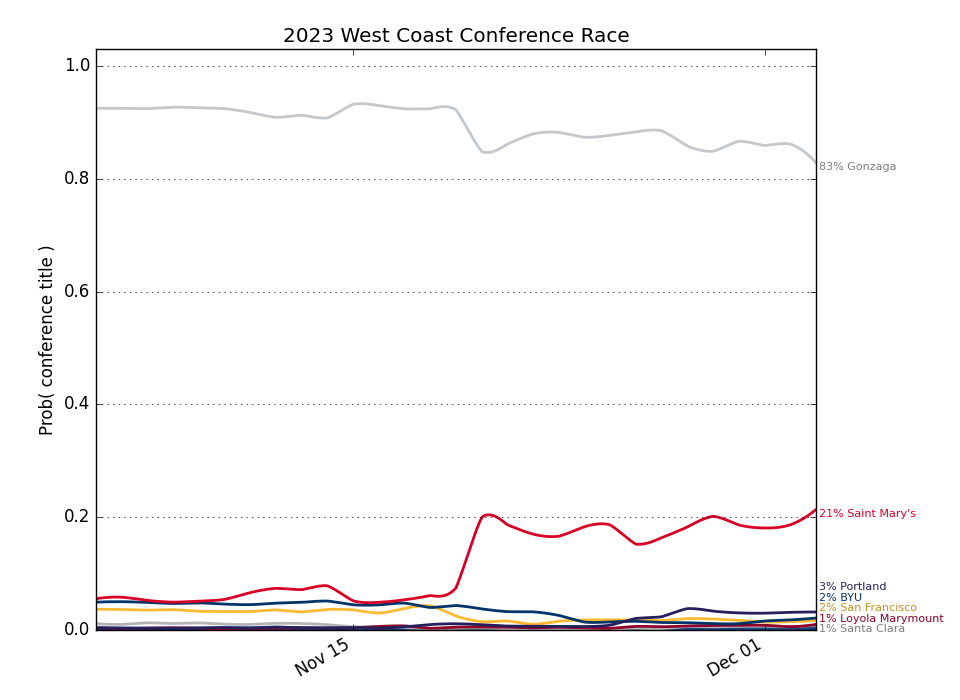 2023 West Coast Conference Race
1.0
0.8
0.6
0.4
0.2
0.0
Prob( conference title )
Nov 15
Dec 01
83% Gonzaga
21% Saint Mary's
3% Portland
2% BYU
2% San Francisco
1% Loyola Marymount
1% Santa Clara